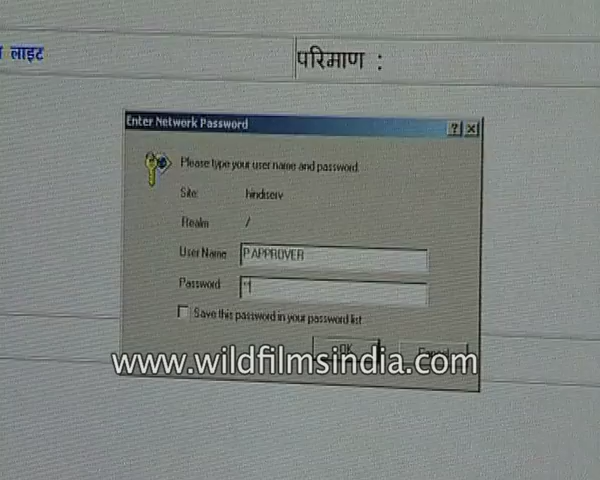 लाइट
परिमाण :
Enter Network Password
Please type your user name and password.
Site: hindiserv
Realm /
User Name P.APPROVER
Password **
Save this password in your password list
OK Cancel
www.wildfilmsindia.com